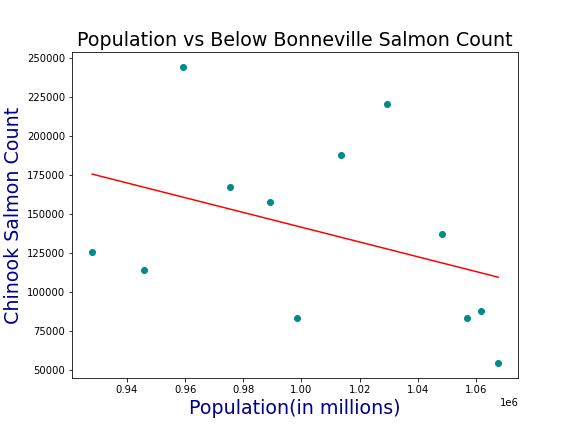 Population vs Below Bonneville Salmon Count
Chinook Salmon Count
250000
225000
200000
175000
150000
125000
100000
75000
50000
0.94 0.96 0.98 1.00 1.02 1.04 1.06
1e6
Population(in millions)